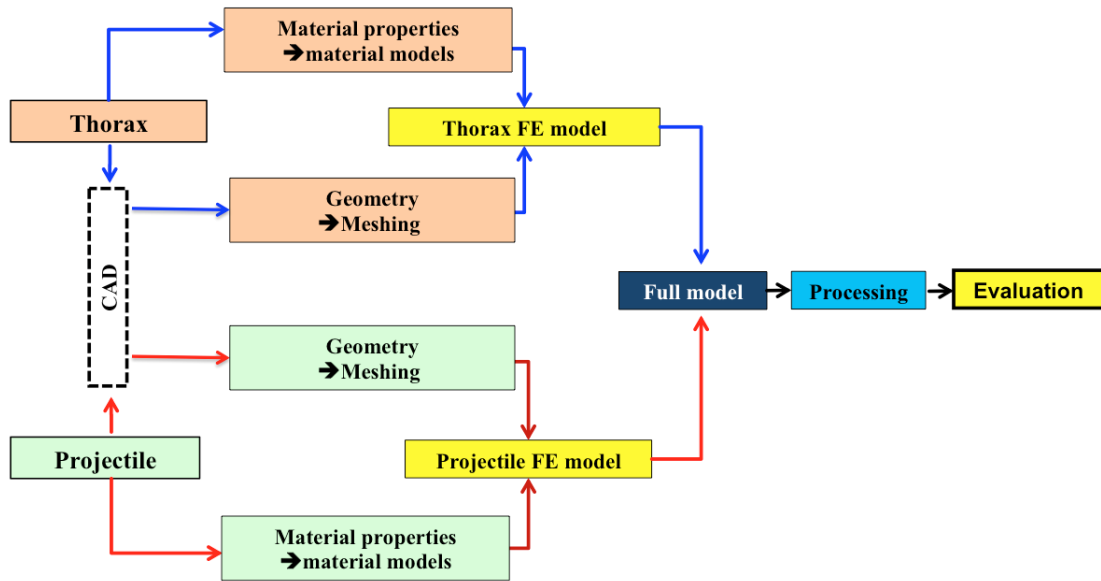 Material properties
➔material models
Thorax
Thorax FE model
Geometry
➔Meshing
CAD
Full model
Processing
Evaluation
Geometry
➔Meshing
Projectile
Projectile FE model
Material properties
➔material models